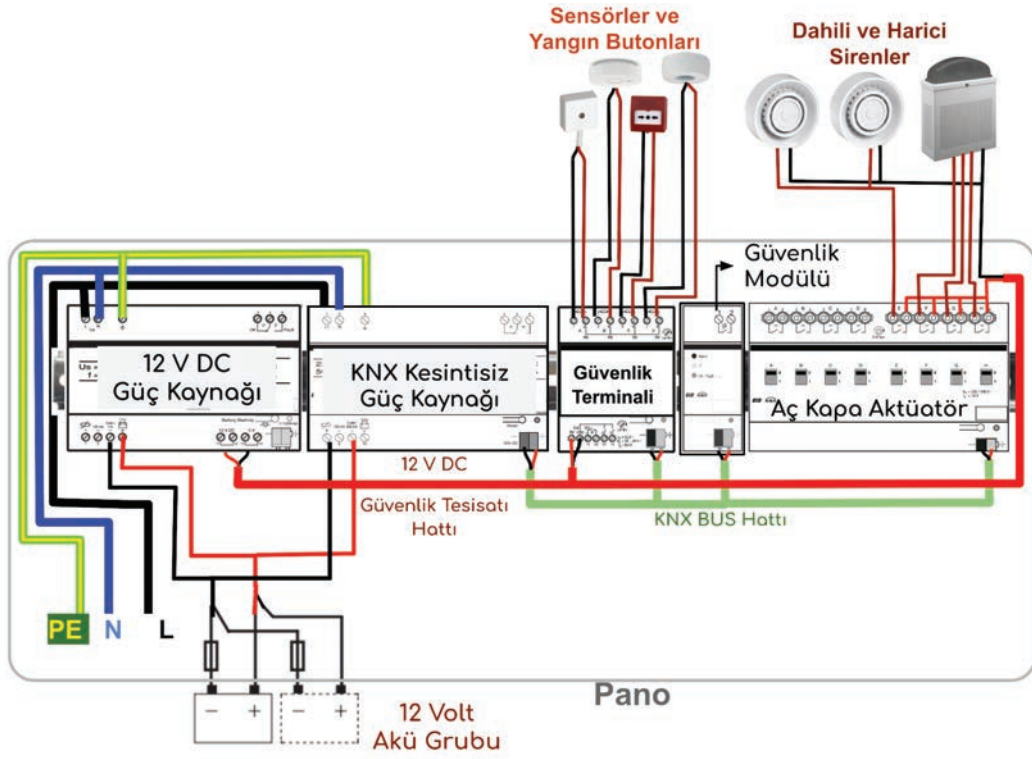 Sensörler ve
Yangın Butonları
Dahili ve Harici
Sirenler
Güvenlik
Modülü
12 V DC
Güç Kaynağı
KNX Kesintisiz
Güç Kaynağı
Güvenlik
Terminali
Aç Kapa Aktüatör
12 V DC
Güvenlik Tesisatı
Hattı
KNX BUS Hattı
PE N L
Pano
- + - +
12 Volt
Akü Grubu